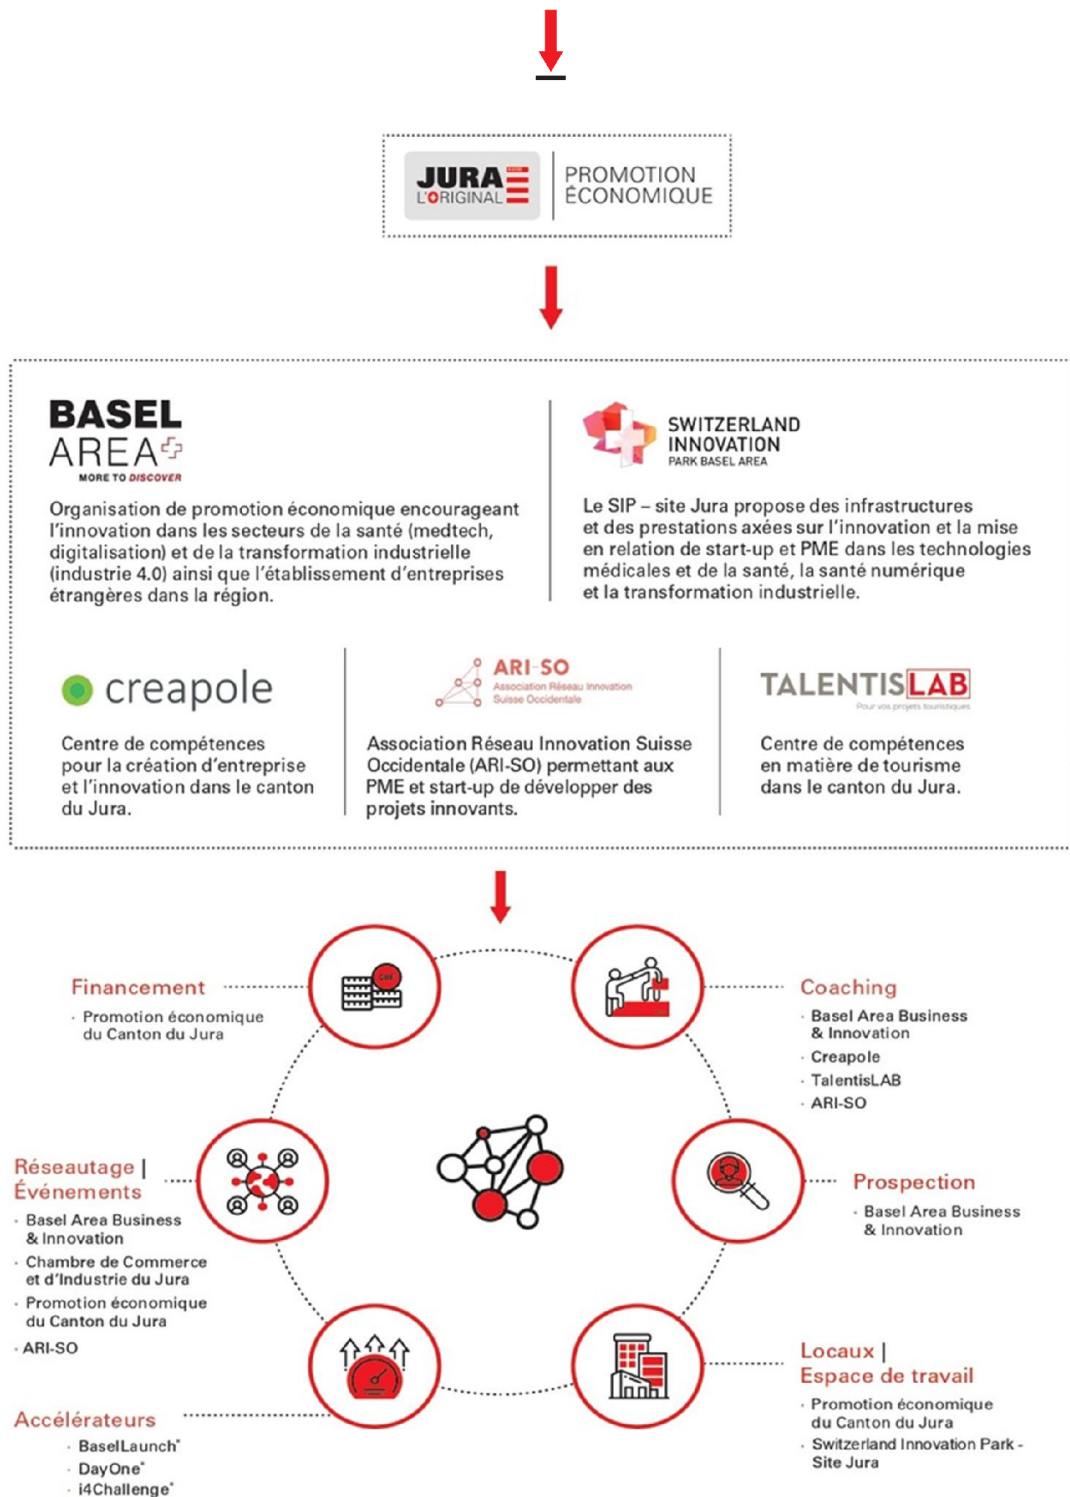 JURA
L'ORIGINAL
PROMOTION
ÉCONOMIQUE
BASEL
AREA
MORE TO DISCOVER
Organisation de promotion économique encourageant
l'innovation dans les secteurs de la santé (medtech,
digitalisation) et de la transformation industrielle
(industrie 4.0) ainsi que l'établissement d'entreprises
étrangères dans la région.
SWITZERLAND
INNOVATION
PARK BASEL AREA
Le SIP – site Jura propose des infrastructures
et des prestations axées sur l'innovation et la mise
en relation de start-up et PME dans les technologies
médicales et de la santé, la santé numérique
et la transformation industrielle.
creapole
Centre de compétences
pour la création d'entreprise
et l'innovation dans le canton
du Jura.
ARI-SO
Association Réseau Innovation
Suisse Occidentale
Association Réseau Innovation Suisse
Occidentale (ARI-SO) permettant aux
PME et start-up de développer des
projets innovants.
TALENTISLAB
Pour vos projets touristiques
Centre de compétences
en matière de tourisme
dans le canton du Jura.
Financement
· Promotion économique
du Canton du Jura
CHF
Coaching
· Basel Area Business
& Innovation
· Creapole
· TalentisLAB
· ARI-SO
Réseautage |
Événements
· Basel Area Business
& Innovation
· Chambre de Commerce
et d'Industrie du Jura
· Promotion économique
du Canton du Jura
· ARI-SO
Prospection
· Basel Area Business
& Innovation
Accélérateurs
· BaselLaunch*
· DayOne*
· i4Challenge*
Locaux |
Espace de travail
· Promotion économique
du Canton du Jura
· Switzerland Innovation Park -
Site Jura